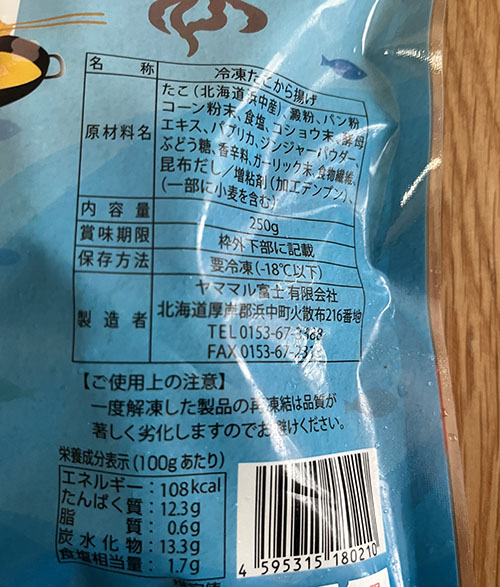 名称 冷凍たこから揚げ
原材料名 たこ(北海道浜中産)、澱粉、パン粉、
コーン粉末、食塩、コショウ末、酵母
エキス、パプリカ、ジンジャーパウダー、
ぶどう糖、香辛料、ガーリック末、食物繊維、
昆布だし/増粘剤(加工デンプン)、
(一部に小麦を含む)
内容量 250g
賞味期限 枠外下部に記載
保存方法 要冷凍(-18℃以下)
製造者 ヤママル富士有限会社
北海道厚岸郡浜中町火散布216番地
TEL 0153-67-
FAX 0153-67-
【ご使用上の注意】
一度解凍した製品の再凍結は品質が
著しく劣化しますのでお避けください。
栄養成分表示(100gあたり)
エネルギー:108kcal
たんぱく質:12.3g
脂質:0.6g
炭水化物:13.3g
食塩相当量:1.7g
4 595315 180210